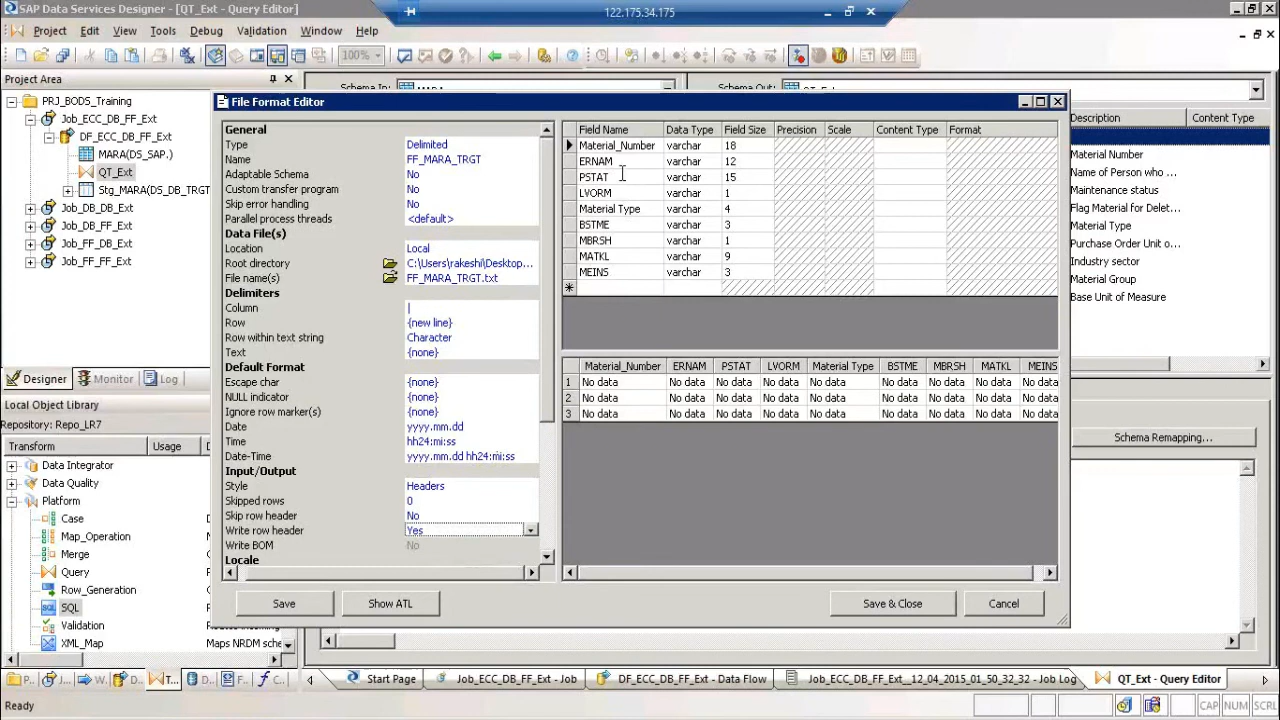 SAP Data Services Designer - [QT_Ext - Query Editor]
122.175.34.175
Project Edit View Tools Debug Validation Window Help
100%
Project Area
PRJ_BODS_Training
Job_ECC_DB_FF_Ext
DF_ECC_DB_FF_Ext
MARA(DS_SAP.)
QT_Ext
Stg_MARA(DS_DB_TRGT
Job_DB_DB_Ext
Job_DB_FF_Ext
Job_FF_DB_Ext
Job_FF_FF_Ext
Designer Monitor Log
Local Object Library
Repository: Repo_LR7
Transform Usage D
Data Integrator
Data Quality
Platform
Case
Map_Operation
Merge
Query
Row_Generation
SQL
Validation
XML_Map Maps NRDM sche
Schema In: MARA
Schema Out: QT_Ext
File Format Editor
General
Type Delimited
Name FF_MARA_TRGT
Adaptable Schema No
Custom transfer program No
Skip error handling No
Parallel process threads <default>
Data File(s)
Location Local
Root directory C:\Users\rakeshi\Desktop...
File name(s) FF_MARA_TRGT.txt
Delimiters
Column |
Row {new line}
Row within text string Character
Text {none}
Default Format
Escape char {none}
NULL indicator {none}
Ignore row marker(s) {none}
Date yyyy.mm.dd
Time hh24:mi:ss
Date-Time yyyy.mm.dd hh24:mi:ss
Input/Output
Style Headers
Skipped rows 0
Skip row header No
Write row header Yes
Write BOM No
Locale
Save Show ATL Save & Close Cancel
Field Name Data Type Field Size Precision Scale Content Type Format
Material_Number varchar 18
ERNAM varchar 12
PSTAT varchar 15
LVORM varchar 1
Material Type varchar 4
BSTME varchar 3
MBRSH varchar 1
MATKL varchar 9
MEINS varchar 3
Material_Number ERNAM PSTAT LVORM Material Type BSTME MBRSH MATKL MEINS
1 No data No data No data No data No data No data No data No data No data
2 No data No data No data No data No data No data No data No data No data
3 No data No data No data No data No data No data No data No data No data
Description Content Type
Material Number
Name of Person who ...
Maintenance status
Flag Material for Delet...
Material Type
Purchase Order Unit o...
Industry sector
Material Group
Base Unit of Measure
Schema Remapping...
Start Page Job_ECC_DB_FF_Ext - Job DF_ECC_DB_FF_Ext - Data Flow Job_ECC_DB_FF_Ext__12_04_2015_01_50_32_32 - Job Log QT_Ext - Query Editor
Ready CAP NUM SCRL